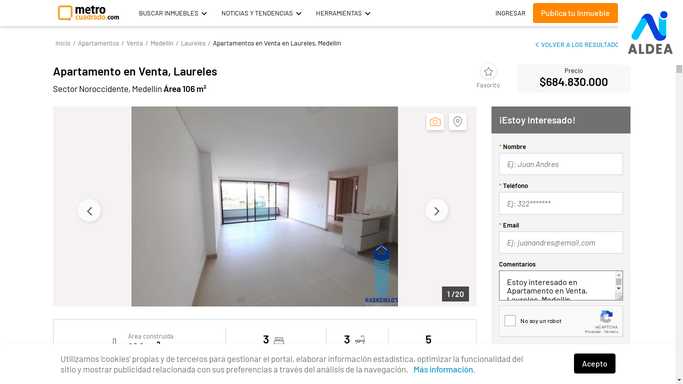 metro
cuadrado.com
BUSCAR INMUEBLES
NOTICIAS Y TENDENCIAS
HERRAMIENTAS
INGRESAR
Publica tu inmueble
ALDEA
Inicio / Apartamentos / Venta / Medellín / Laureles / Apartamentos en Venta en Laureles, Medellín
VOLVER A LOS RESULTADO
Apartamento en Venta, Laureles
Sector Noroccidente, Medellín Área 106 m²
Favorito
Precio
$684.830.000
1 / 20
¡Estoy Interesado!
* Nombre
Ej: Juan Andres
* Teléfono
Ej: 322*******
* Email
Ej: juanandres@email.com
Comentarios
Estoy interesado en
Apartamento en Venta,
Laureles, Medellín
No soy un robot
reCAPTCHA
Privacidad - Términos
Área construida
3
3
5
Utilizamos 'cookies' propias y de terceros para gestionar el portal, elaborar información estadística, optimizar la funcionalidad del
sitio y mostrar publicidad relacionada con sus preferencias a través del análisis de la navegación. Más información.
Acepto